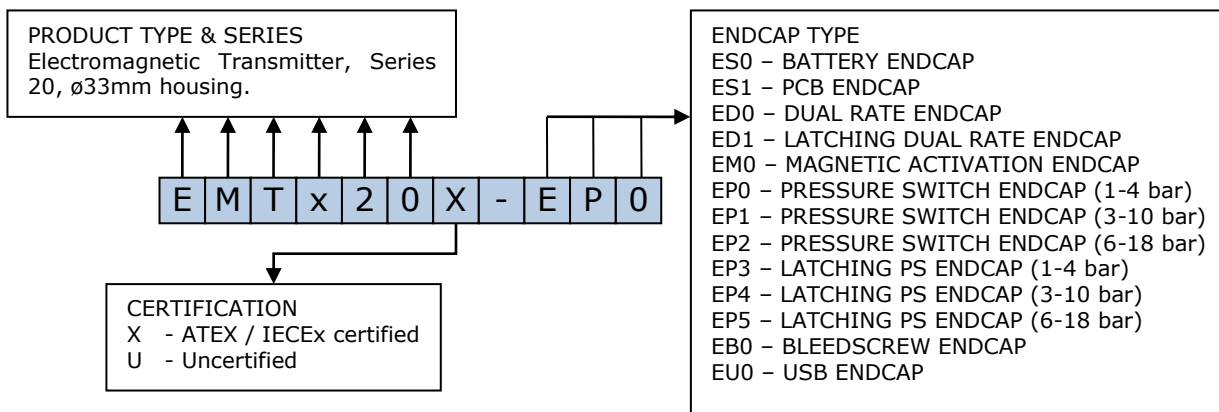 PRODUCT TYPE & SERIES
Electromagnetic Transmitter, Series
20, ø33mm housing.
E M T x 2 0 X - E P 0
CERTIFICATION
X - ATEX / IECEx certified
U - Uncertified
ENDCAP TYPE
ES0 – BATTERY ENDCAP
ES1 – PCB ENDCAP
ED0 – DUAL RATE ENDCAP
ED1 – LATCHING DUAL RATE ENDCAP
EM0 – MAGNETIC ACTIVATION ENDCAP
EP0 - PRESSURE SWITCH ENDCAP (1-4 bar)
EP1 – PRESSURE SWITCH ENDCAP (3-10 bar)
EP2 – PRESSURE SWITCH ENDCAP (6-18 bar)
EP3 – LATCHING PS ENDCAP (1-4 bar)
EP4 – LATCHING PS ENDCAP (3-10 bar)
EP5 – LATCHING PS ENDCAP (6-18 bar)
EB0 – BLEEDSCREW ENDCAP
EU0 - USB ENDCAP